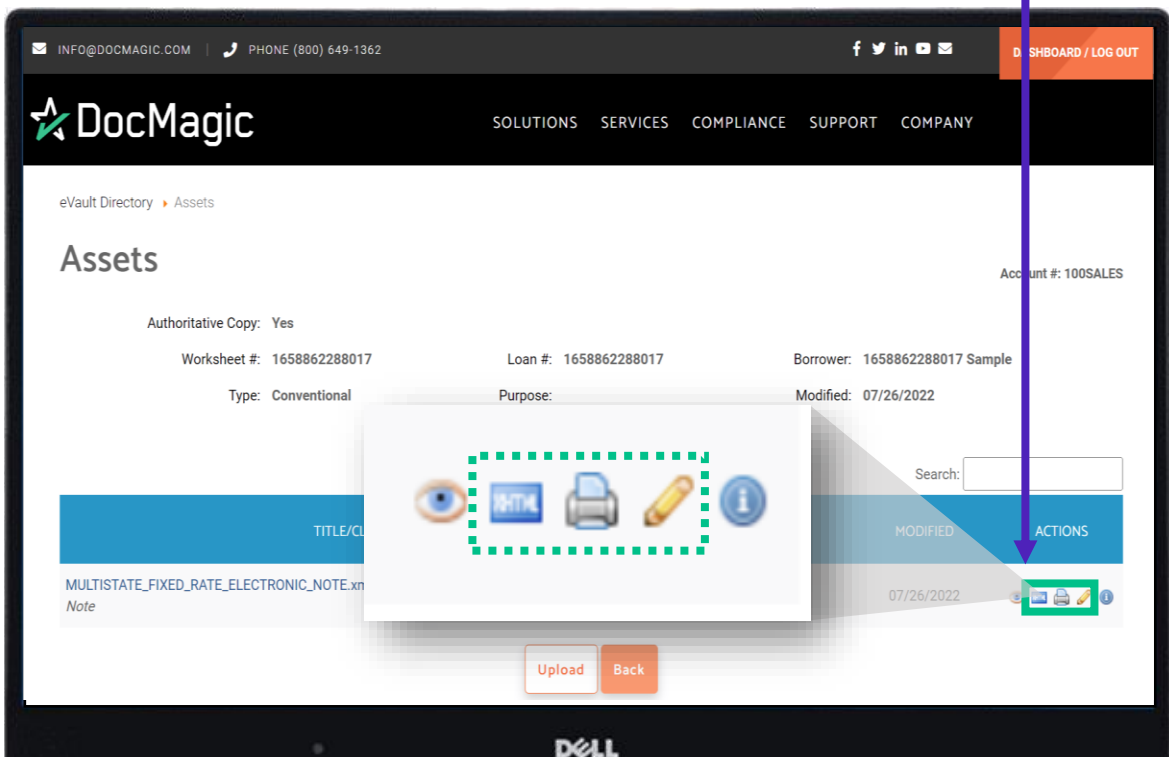 INFO@DOCMAGIC.COM | PHONE (800) 649-1362
DASHBOARD / LOG OUT
DocMagic
SOLUTIONS SERVICES COMPLIANCE SUPPORT COMPANY
eVault Directory Assets
Assets
Account #: 100SALES
Authoritative Copy: Yes
Worksheet #: 1658862288017 Loan #: 1658862288017 Borrower: 1658862288017 Sample
Type: Conventional Purpose: Modified: 07/26/2022
Search:
XHTML
MODIFIED ACTIONS
MULTISTATE_FIXED_RATE_ELECTRONIC_NOTE
Note
07/26/2022
Upload Back
DELL